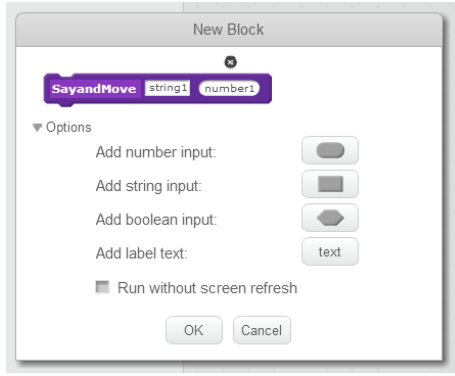 New Block
SayandMove string1 number1
Options
Add number input:
Add string input:
Add boolean input:
Add label text: text
Run without screen refresh
OK Cancel